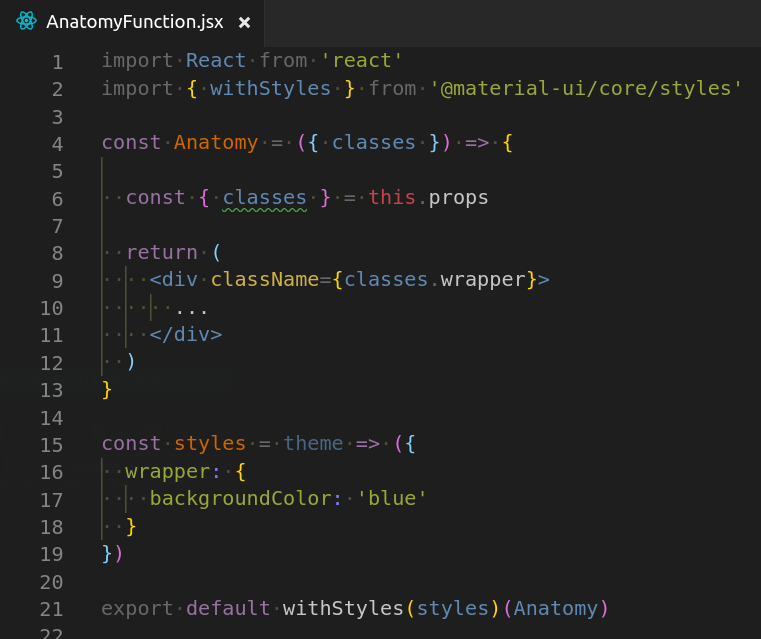 AnatomyFunction.jsx ×
1 import React from 'react'
2 import { withStyles } from '@material-ui/core/styles'
3
4 const Anatomy = ({ classes }) => {
5
6   const { classes } = this.props
7
8   return (
9     <div className={classes.wrapper}>
10       ...
11     </div>
12   )
13 }
14
15 const styles = theme => ({
16   wrapper: {
17     backgroundColor: 'blue'
18   }
19 })
20
21 export default withStyles(styles)(Anatomy)
22